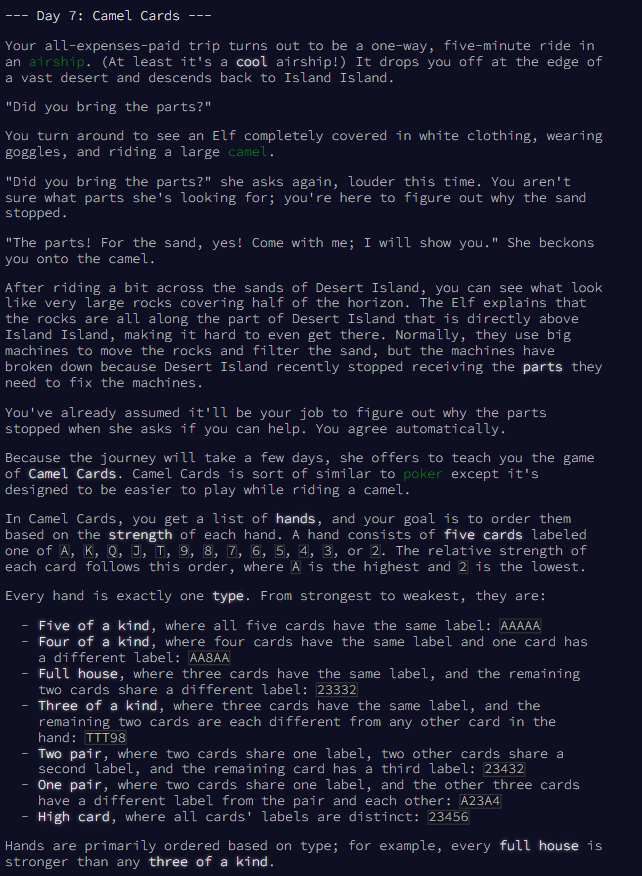 --- Day 7: Camel Cards ---
Your all-expenses-paid trip turns out to be a one-way, five-minute ride in
an airship. (At least it's a cool airship!) It drops you off at the edge of
a vast desert and descends back to Island Island.
"Did you bring the parts?"
You turn around to see an Elf completely covered in white clothing, wearing
goggles, and riding a large camel.
"Did you bring the parts?" she asks again, louder this time. You aren't
sure what parts she's looking for; you're here to figure out why the sand
stopped.
"The parts! For the sand, yes! Come with me; I will show you." She beckons
you onto the camel.
After riding a bit across the sands of Desert Island, you can see what look
like very large rocks covering half of the horizon. The Elf explains that
the rocks are all along the part of Desert Island that is directly above
Island Island, making it hard to even get there. Normally, they use big
machines to move the rocks and filter the sand, but the machines have
broken down because Desert Island recently stopped receiving the parts they
need to fix the machines.
You've already assumed it'll be your job to figure out why the parts
stopped when she asks if you can help. You agree automatically.
Because the journey will take a few days, she offers to teach you the game
of Camel Cards. Camel Cards is sort of similar to poker except it's
designed to be easier to play while riding a camel.
In Camel Cards, you get a list of hands, and your goal is to order them
based on the strength of each hand. A hand consists of five cards labeled
one of A, K, Q, J, T, 9, 8, 7, 6, 5, 4, 3, or 2. The relative strength of
each card follows this order, where A is the highest and 2 is the lowest.
Every hand is exactly one type. From strongest to weakest, they are:
- Five of a kind, where all five cards have the same label: AAAAA
- Four of a kind, where four cards have the same label and one card has
a different label: AA8AA
- Full house, where three cards have the same label, and the remaining
two cards share a different label: 23332
- Three of a kind, where three cards have the same label, and the
remaining two cards are each different from any other card in the
hand: TTT98
- Two pair, where two cards share one label, two other cards share a
second label, and the remaining card has a third label: 23432
- One pair, where two cards share one label, and the other three cards
have a different label from the pair and each other: A23A4
- High card, where all cards' labels are distinct: 23456
Hands are primarily ordered based on type; for example, every full house is
stronger than any three of a kind.